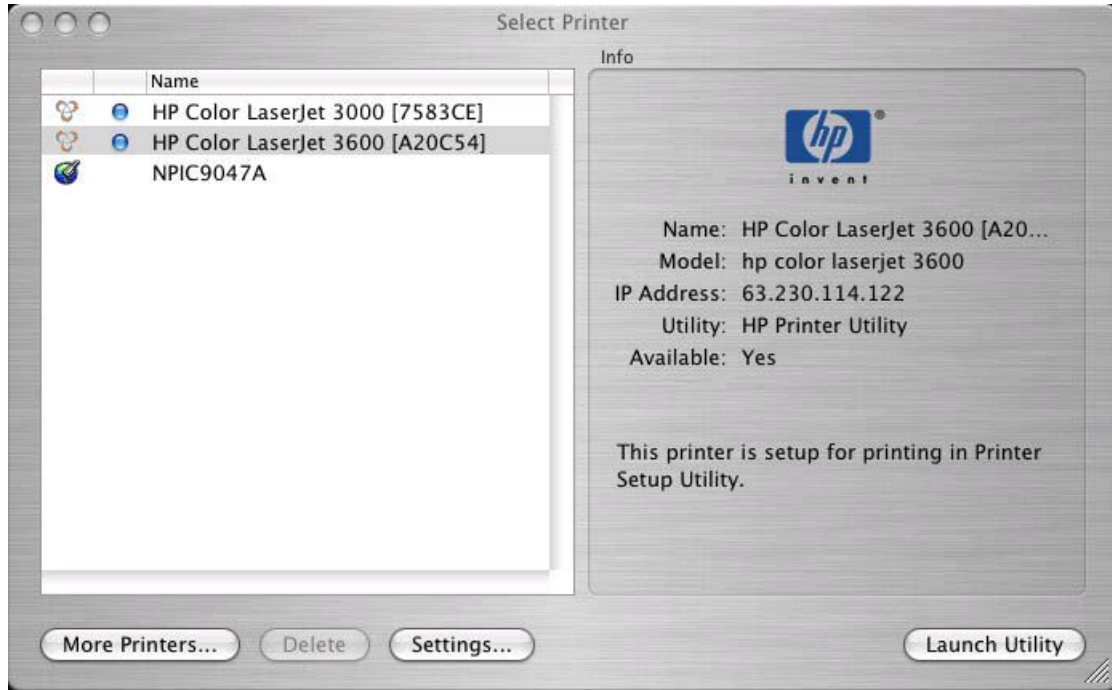 Select Printer
Info
Name
HP Color LaserJet 3000 [7583CE]
HP Color LaserJet 3600 [A20C54]
NPIC9047A
hp
®
invent
Name: HP Color LaserJet 3600 [A20...
Model: hp color laserjet 3600
IP Address: 63.230.114.122
Utility: HP Printer Utility
Available: Yes
This printer is setup for printing in Printer
Setup Utility.
More Printers...
Delete
Settings...
Launch Utility